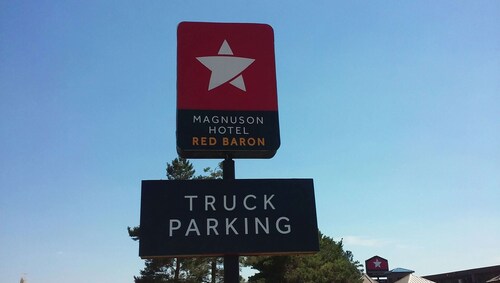 MAGNUSON
HOTEL
RED BARON
TRUCK
PARKING